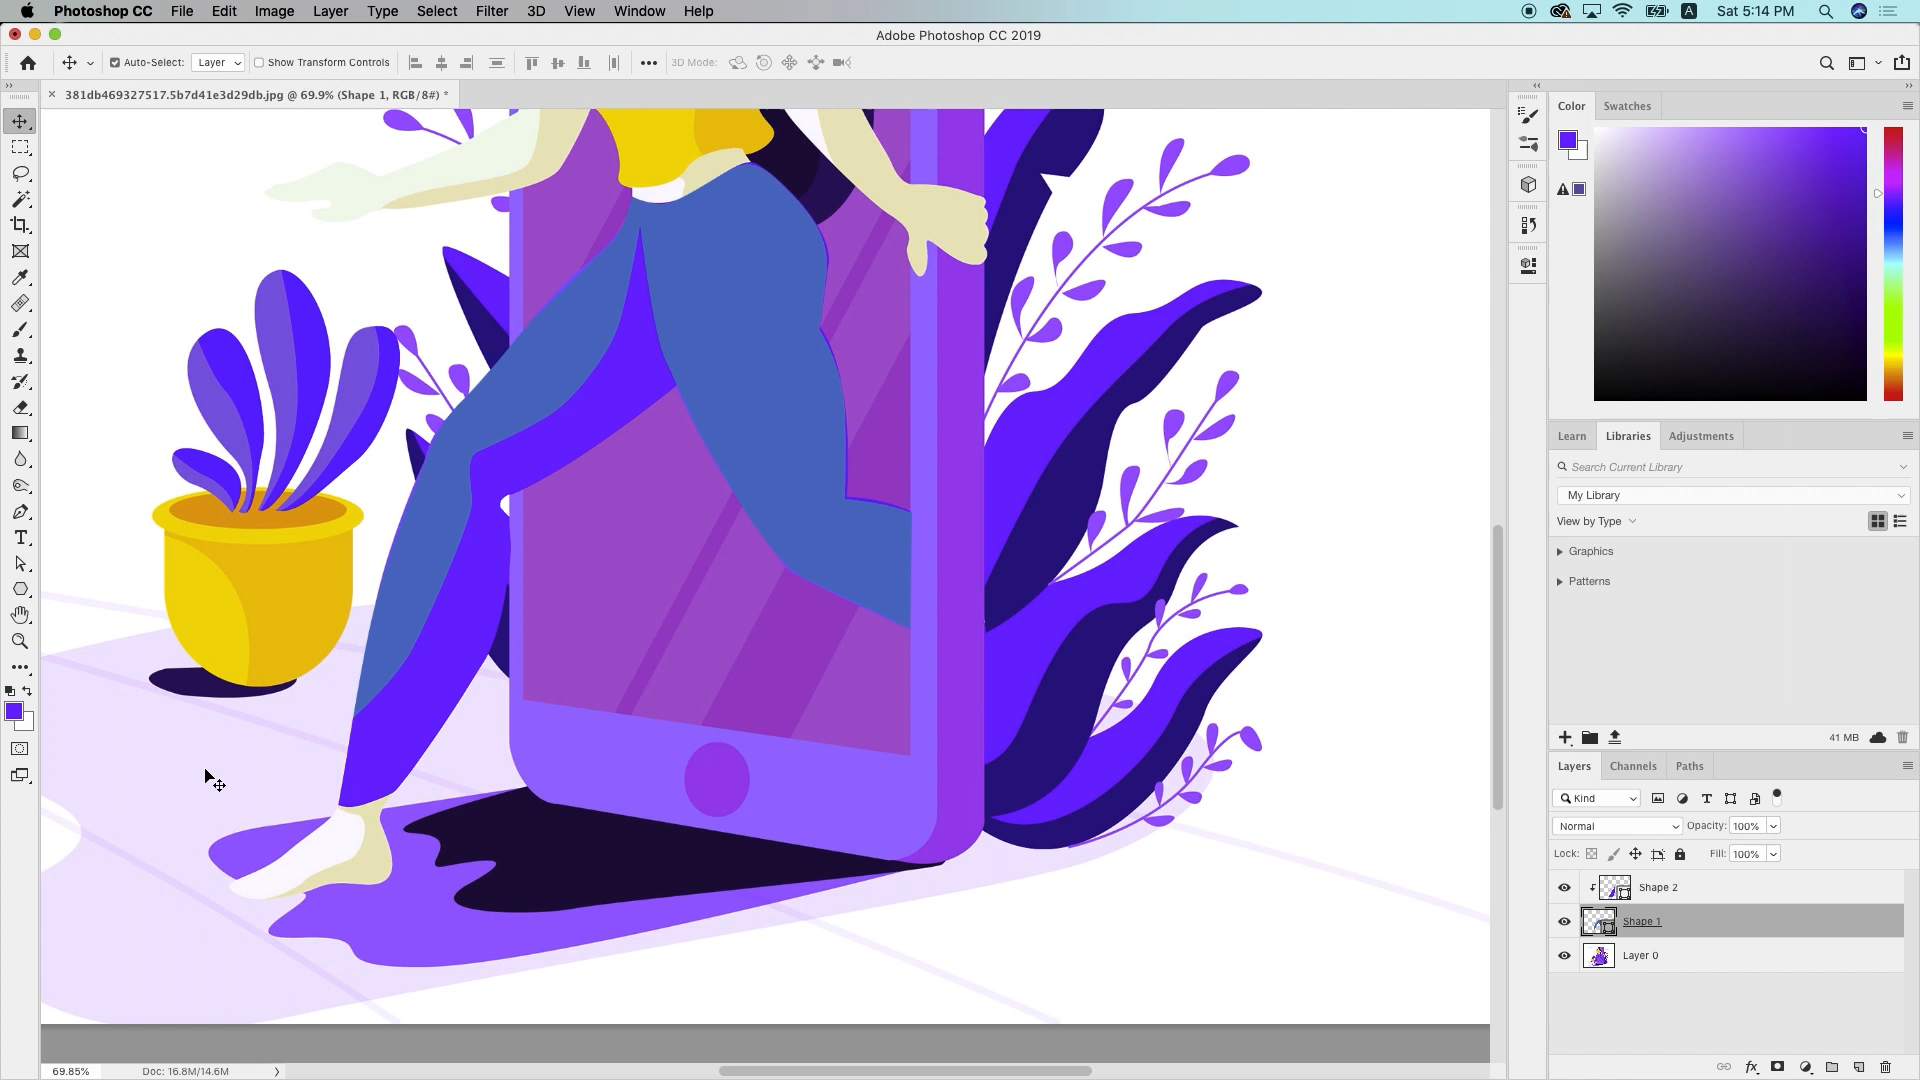 Photoshop CC File Edit Image Layer Type Select Filter 3D View Window Help A Sat 5:14 PM
Adobe Photoshop CC 2019
Auto-Select: Layer Show Transform Controls 3D Mode:
381db469327517.5b7d41e3d29db.jpg @ 69.9% (Shape 1, RGB/8#) *
Color Swatches
Learn Libraries Adjustments
Search Current Library
My Library
View by Type
Graphics
Patterns
41 MB
Layers Channels Paths
Kind
Normal Opacity: 100%
Lock: Fill: 100%
Shape 2
Shape 1
Layer 0
69.85% Doc: 16.8M/14.6M